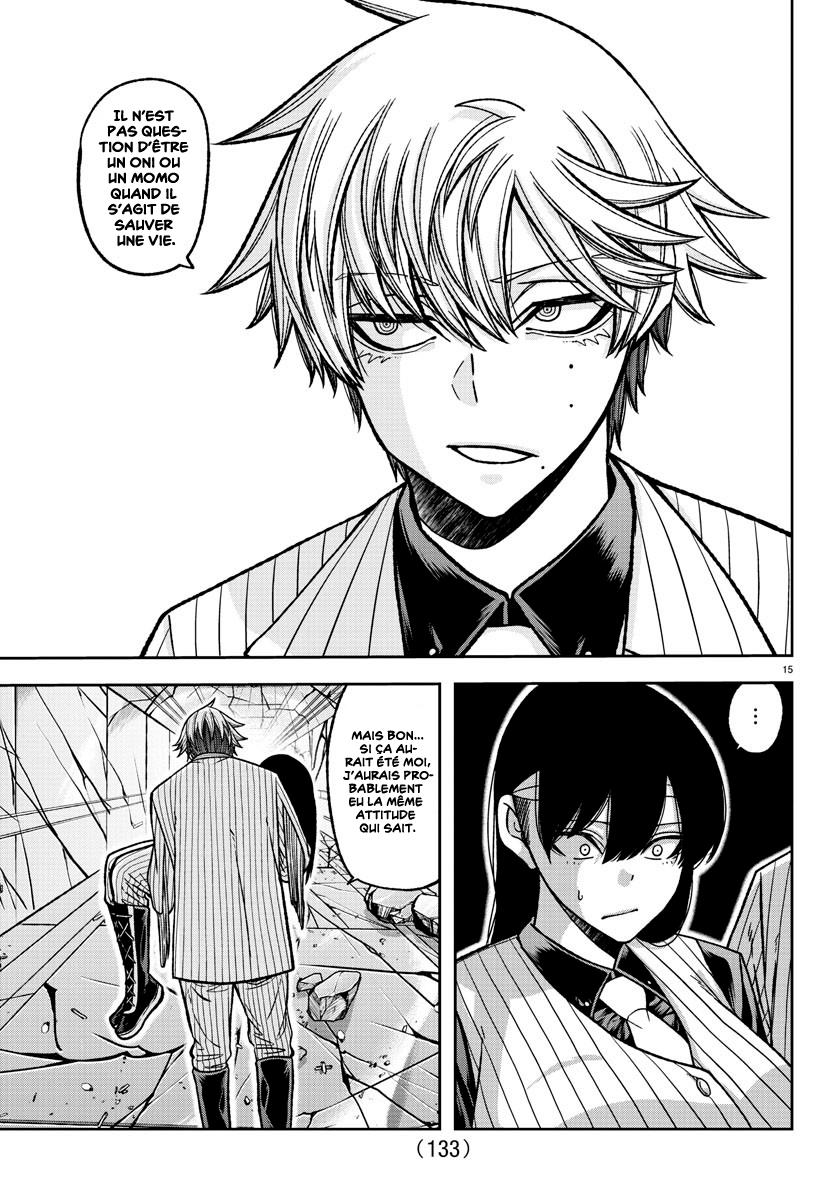 IL N'EST
PAS QUES-
TION D'ÊTRE
UN ONI OU
UN MOMO
QUAND IL
S'AGIT DE
SAUVER
UNE VIE.
15
...
MAIS BON...
SI ÇA AU-
RAIT ÉTÉ MOI,
J'AURAIS PRO-
BABLEMENT
EU LA MÊME
ATTITUDE
QUI SAIT.
(133)